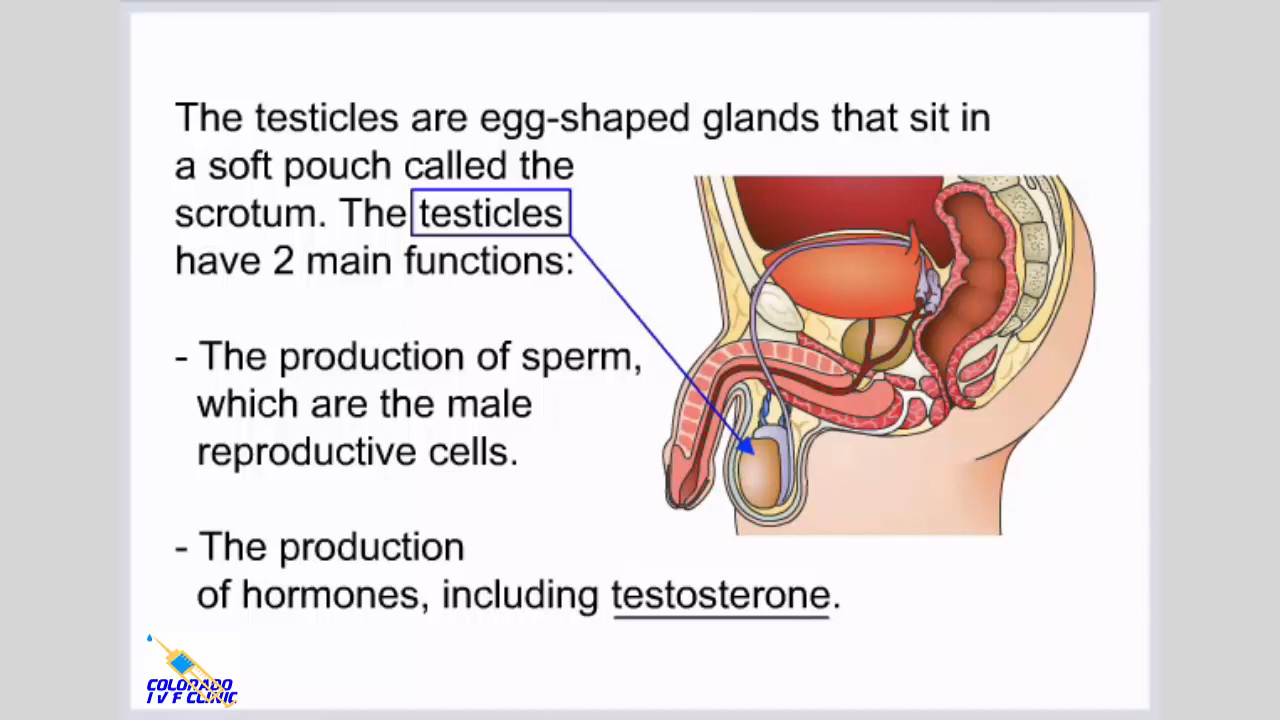 The testicles are egg-shaped glands that sit in
a soft pouch called the
scrotum. The testicles
have 2 main functions:
- The production of sperm,
which are the male
reproductive cells.
- The production
of hormones, including testosterone.
COLORADO
IVF CLINIC